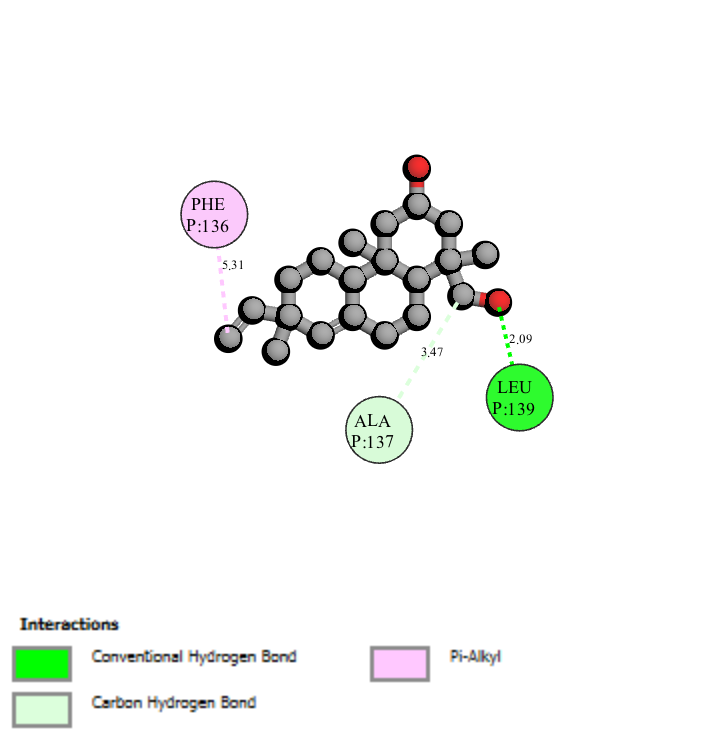 PHE
P:136
5.31
2.09
3.47
LEU
P:139
ALA
P:137
Interactions
Conventional Hydrogen Bond
Pi-Alkyl
Carbon Hydrogen Bond